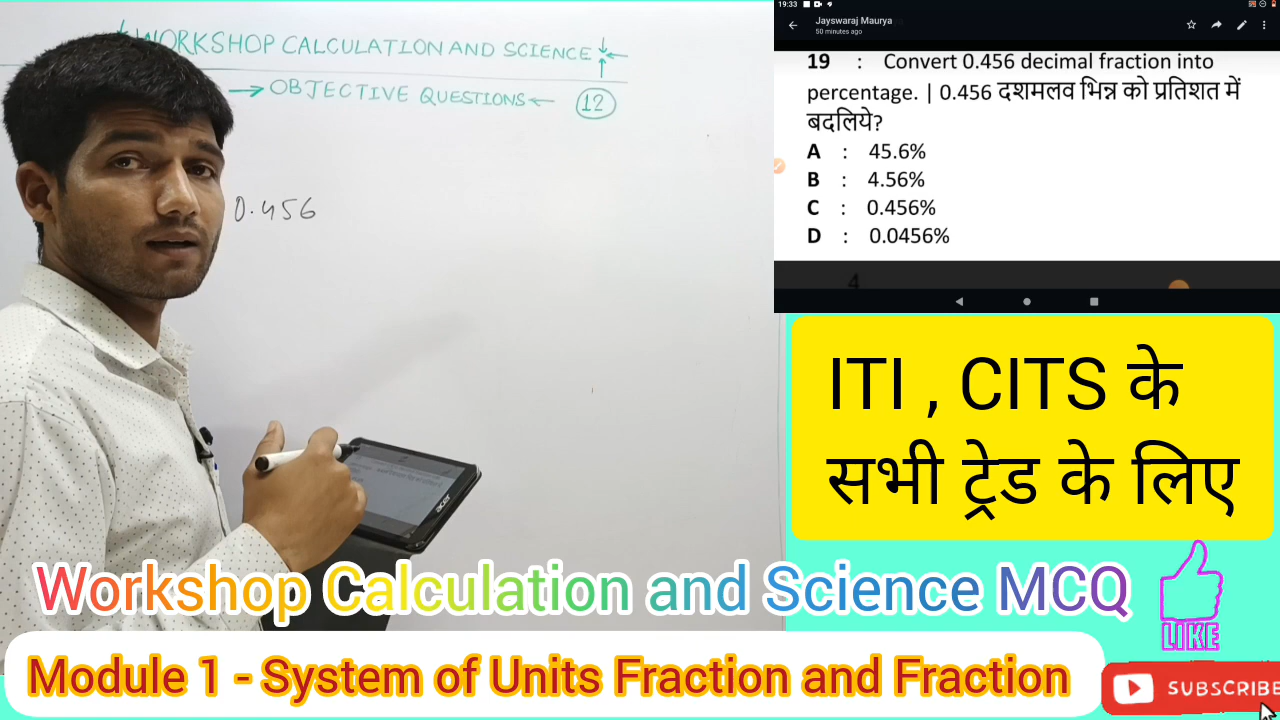 WORKSHOP CALCULATION AND SCIENCE
OBJECTIVE QUESTIONS
12
0.456
acer
19:33
Jayswaraj Maurya
50 minutes ago
19 : Convert 0.456 decimal fraction into
percentage. | 0.456 दशमलव भिन्न को प्रतिशत में
बदलिये?
A : 45.6%
B : 4.56%
C : 0.456%
D : 0.0456%
4
ITI , CITS के
सभी ट्रेड के लिए
Workshop Calculation and Science MCQ
LIKE
Module 1 - System of Units Fraction and Fraction
SUBSCRIBE